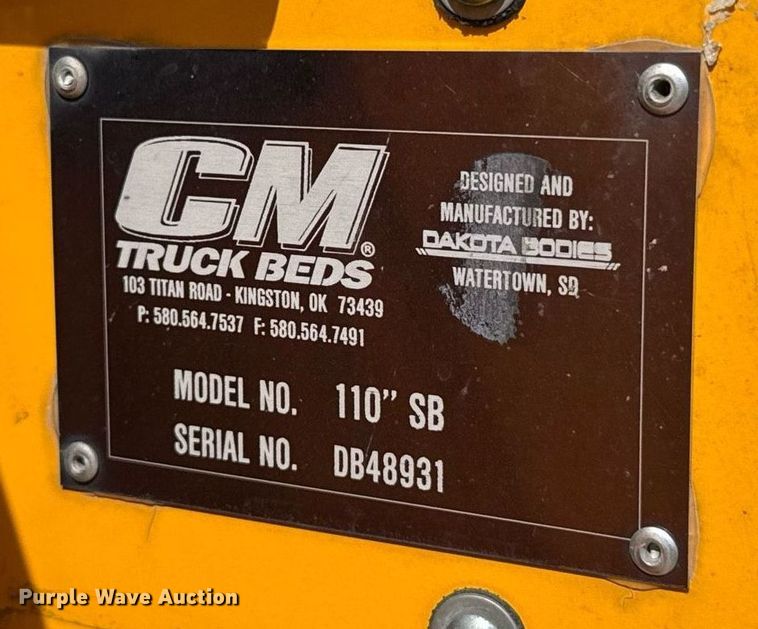 CM®
TRUCK BEDS
103 TITAN ROAD - KINGSTON, OK 73439
P: 580.564.7537 F: 580.564.7491
DESIGNED AND
MANUFACTURED BY:
DAKOTA BODIES
WATERTOWN, SD
MODEL NO. 110" SB
SERIAL NO. DB48931
Purple Wave Auction